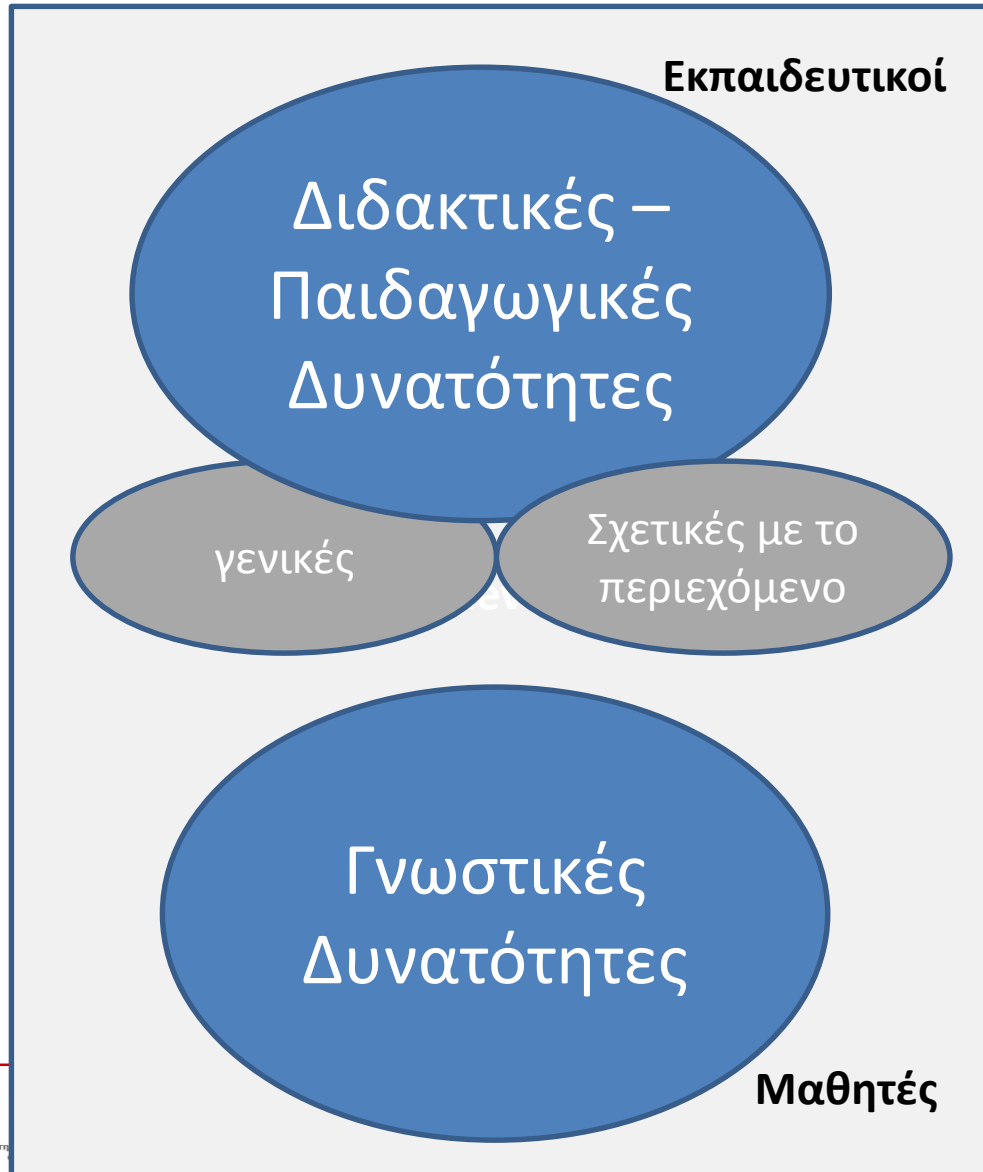 Εκπαιδευτικοί
Διδακτικές –
Παιδαγωγικές
Δυνατότητες
γενικές
Σχετικές με το
περιεχόμενο
Γνωστικές
Δυνατότητες
Μαθητές